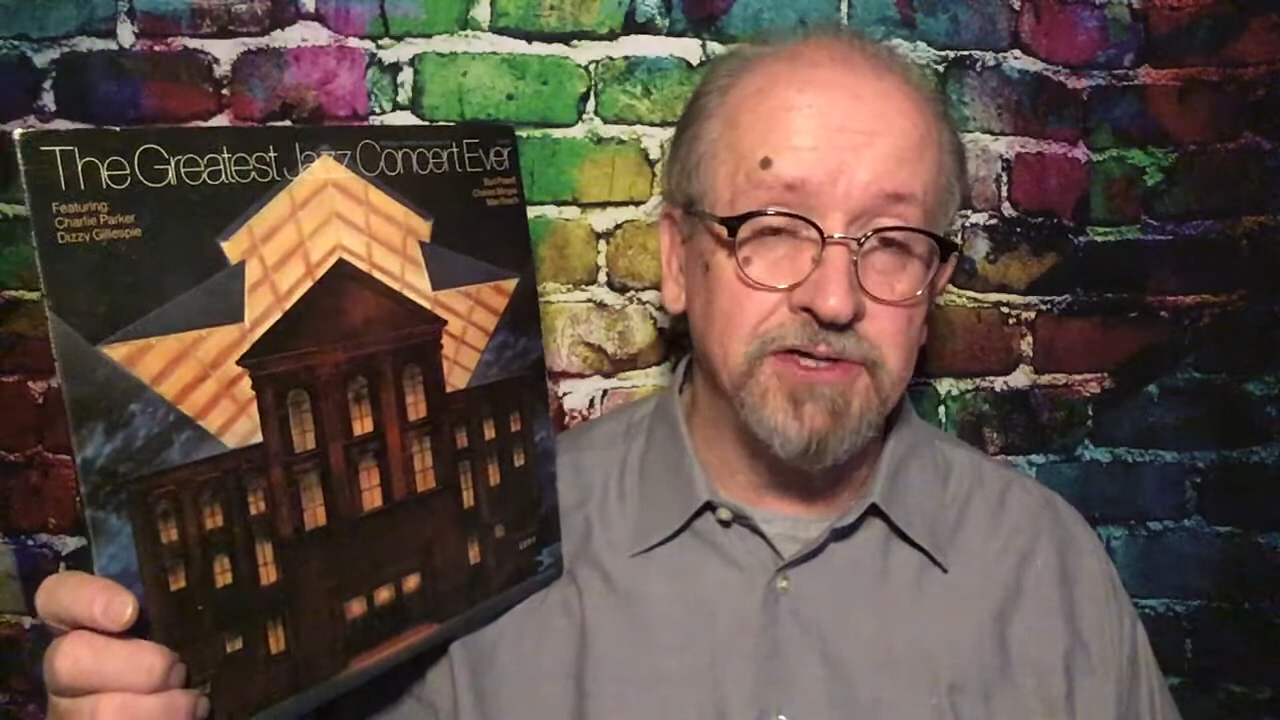 The Greatest Jazz Concert Ever
Featuring:
Charlie Parker
Dizzy Gillespie
Bud Powell
Charles Mingus
Max Roach